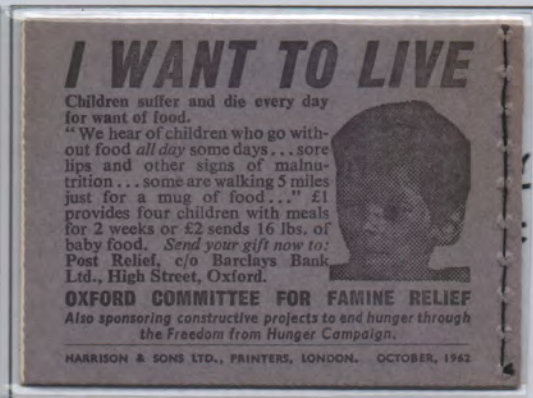 I WANT TO LIVE
Children suffer and die every day
for want of food.
"We hear of children who go with-
out food all day some days...sore
lips and other signs of malnu-
trition...some are walking 5 miles
just for a mug of food..." £1
provides four children with meals
for 2 weeks or £2 sends 16 lbs. of
baby food. Send your gift now to:
Post Relief, c/o Barclays Bank
Ltd., High Street, Oxford.
OXFORD COMMITTEE FOR FAMINE RELIEF
Also sponsoring constructive projects to end hunger through
the Freedom from Hunger Campaign.
HARRISON & SONS LTD., PRINTERS, LONDON. OCTOBER, 1962